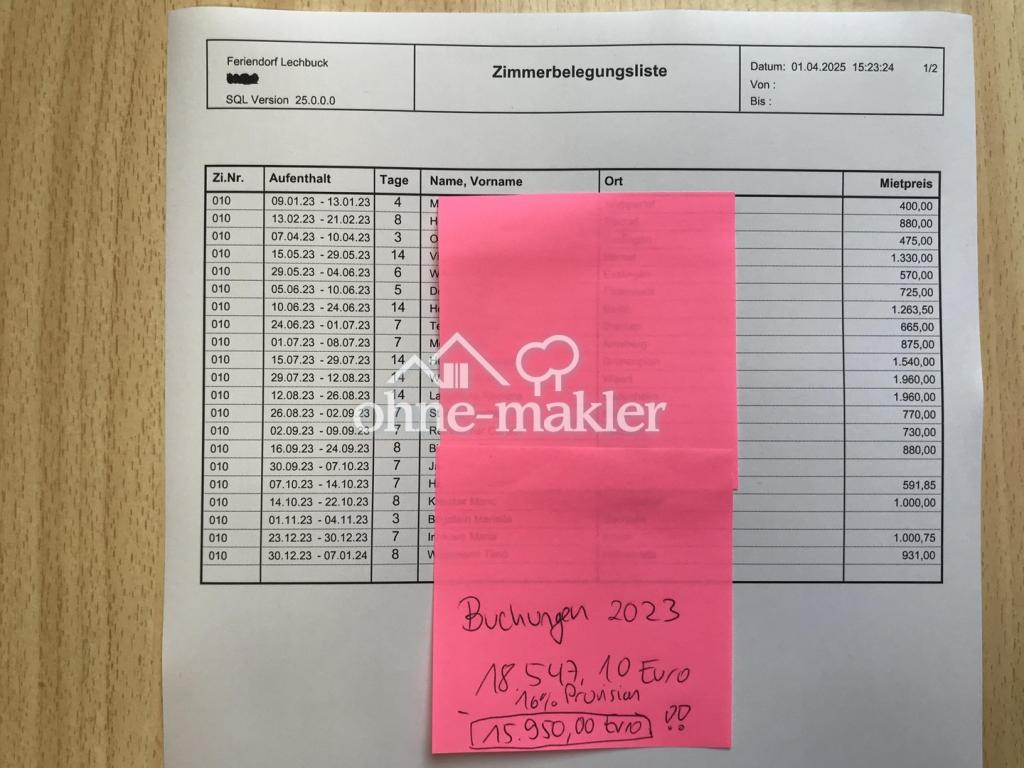 Feriendorf Lechbuck
SQL Version 25.0.0.0
Zimmerbelegungsliste
Datum: 01.04.2025 15:23:24 1/2
Von :
Bis :
Zi.Nr. Aufenthalt Tage Name, Vorname Ort Mietpreis
010 09.01.23 - 13.01.23 4 M 400,00
010 13.02.23 - 21.02.23 8 H 880,00
010 07.04.23 - 10.04.23 3 O 475,00
010 15.05.23 - 29.05.23 14 V 1.330,00
010 29.05.23 - 04.06.23 6 W 570,00
010 05.06.23 - 10.06.23 5 De 725,00
010 10.06.23 - 24.06.23 14 He 1.263,50
010 24.06.23 - 01.07.23 7 Te 665,00
010 01.07.23 - 08.07.23 7 Me 875,00
010 15.07.23 - 29.07.23 14 1.540,00
010 29.07.23 - 12.08.23 14 1.960,00
010 12.08.23 - 26.08.23 14 La 1.960,00
010 26.08.23 - 02.09.23 7 770,00
010 02.09.23 - 09.09.23 7 730,00
010 16.09.23 - 24.09.23 8 B 880,00
010 30.09.23 - 07.10.23 7 J
010 07.10.23 - 14.10.23 7 H 591,85
010 14.10.23 - 22.10.23 8 K 1.000,00
010 01.11.23 - 04.11.23 3 B
010 23.12.23 - 30.12.23 7 1.000,75
010 30.12.23 - 07.01.24 8 W 931,00
ohne-makler
Buchungen 2023
18.547,10 Euro
- 16% Provision
15.950,00 Euro !!